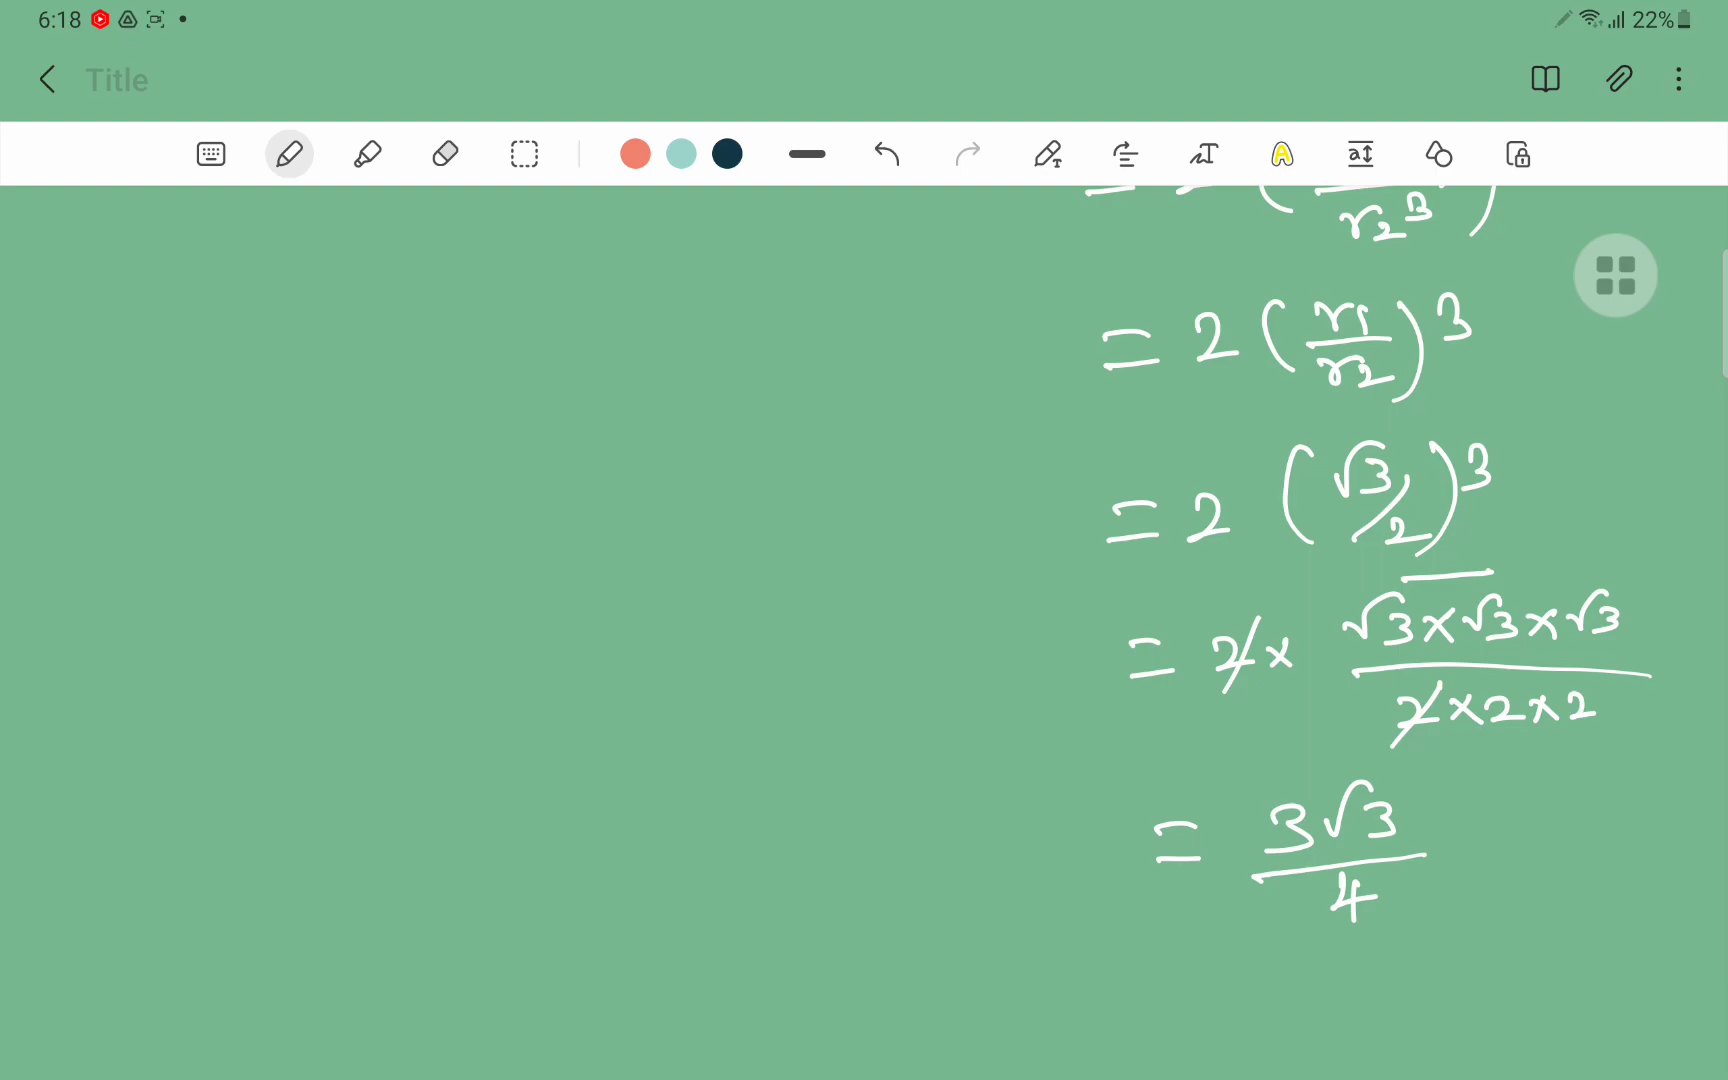 6:18 22%
Title
r₂³
= 2 (r₁/r₂)³
= 2 (√3/2)³
= 2 × (√3×√3×√3)/(2×2×2)
= 3√3/4